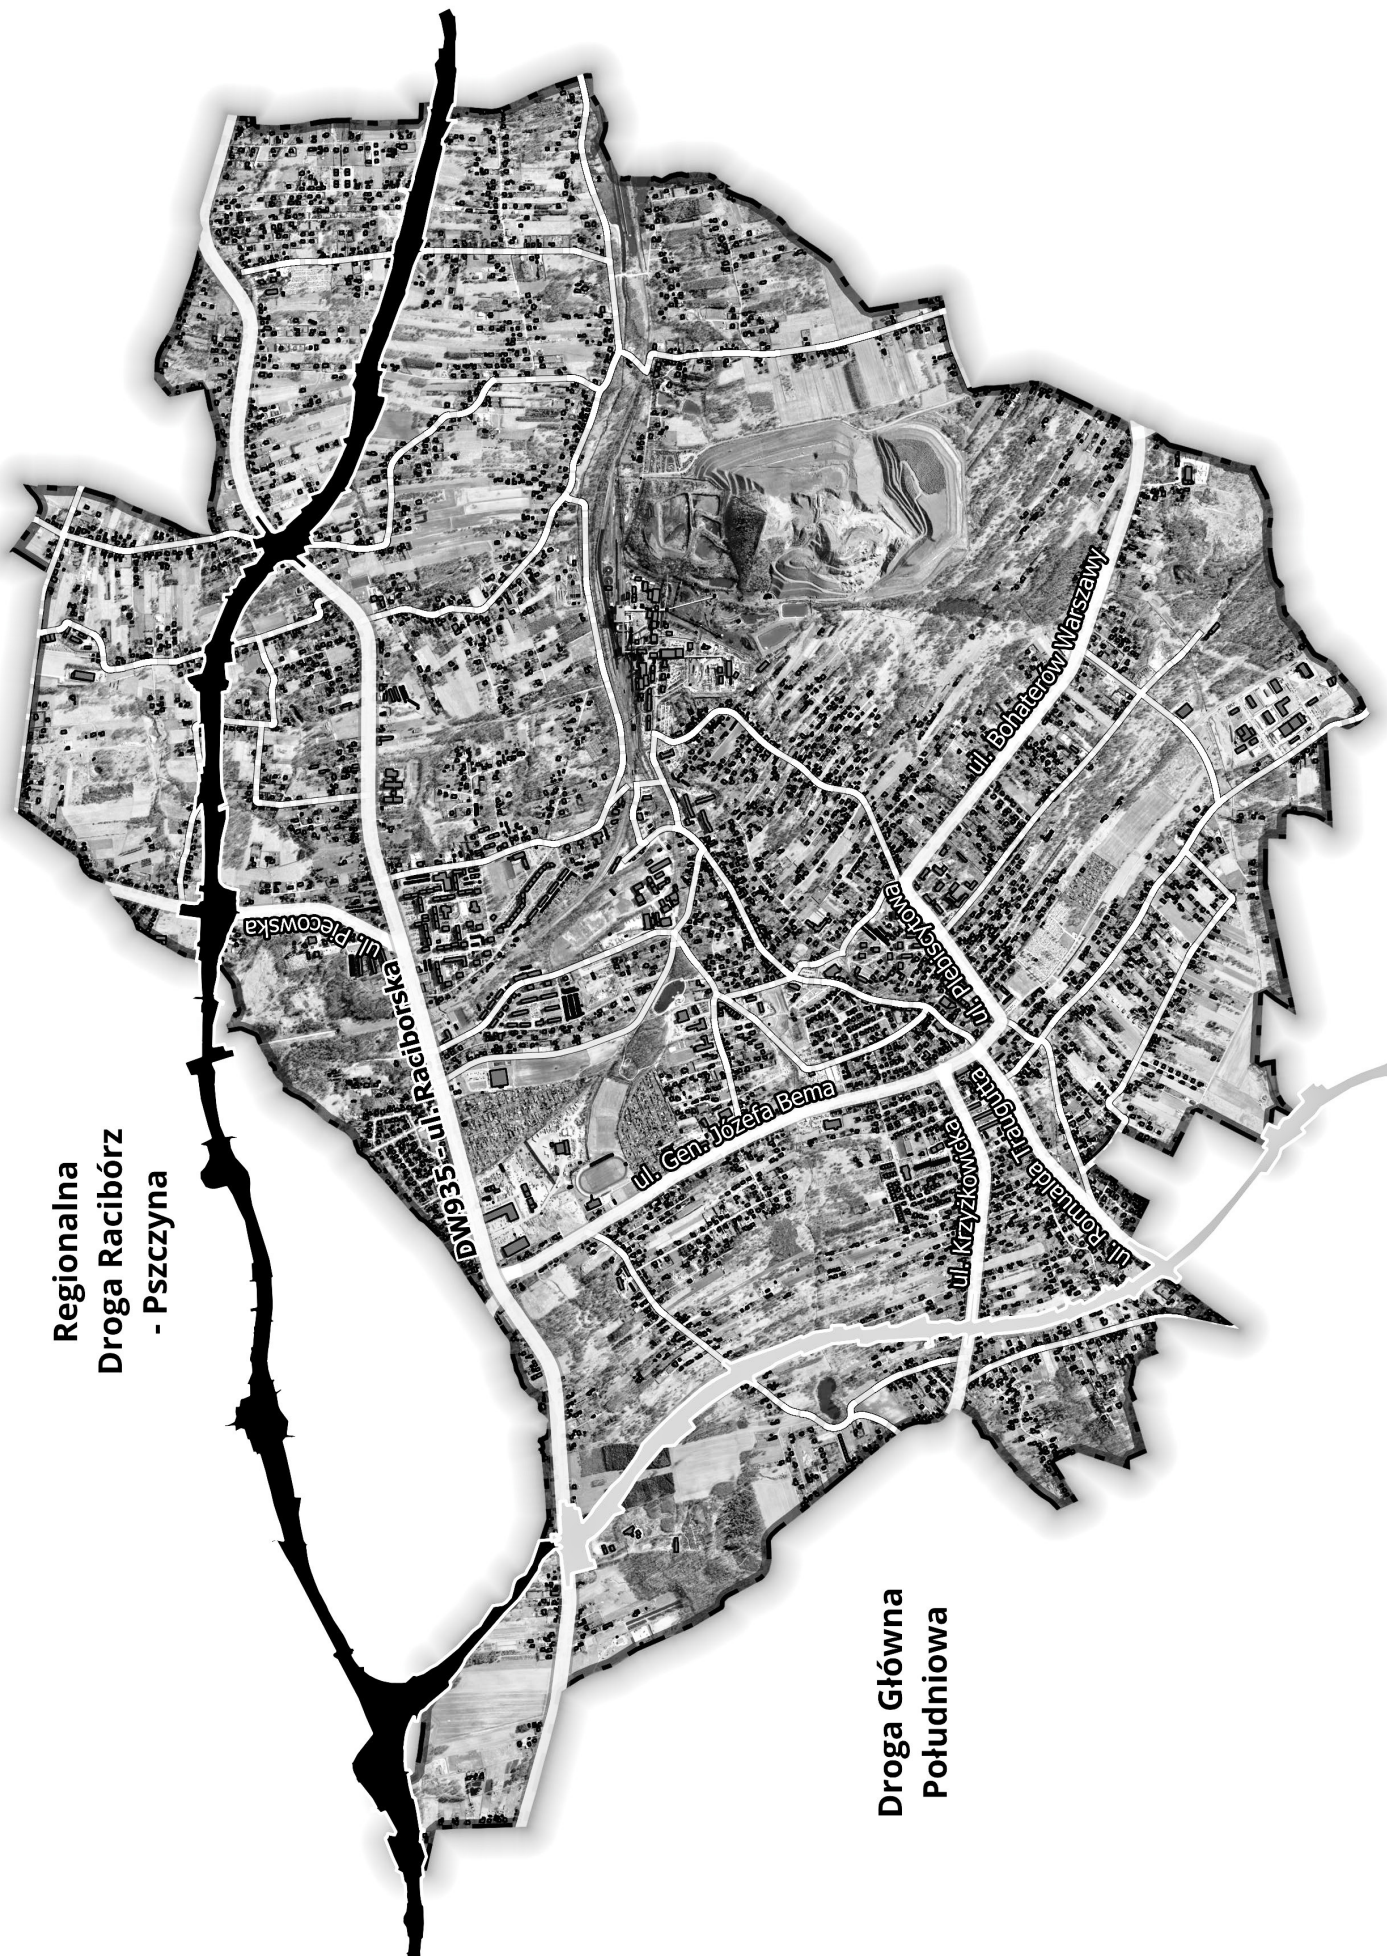 Regionalna
Droga Racibórz
- Pszczyna
DW935 - ul. Raciborska
ul. Piecowska
ul. Gen. Józefa Bema
ul. Krzyżkowicka
ul. Romualda Traugutta
ul. Plebiscytowa
ul. Bohaterów Warszawy
Droga Główna
Południowa